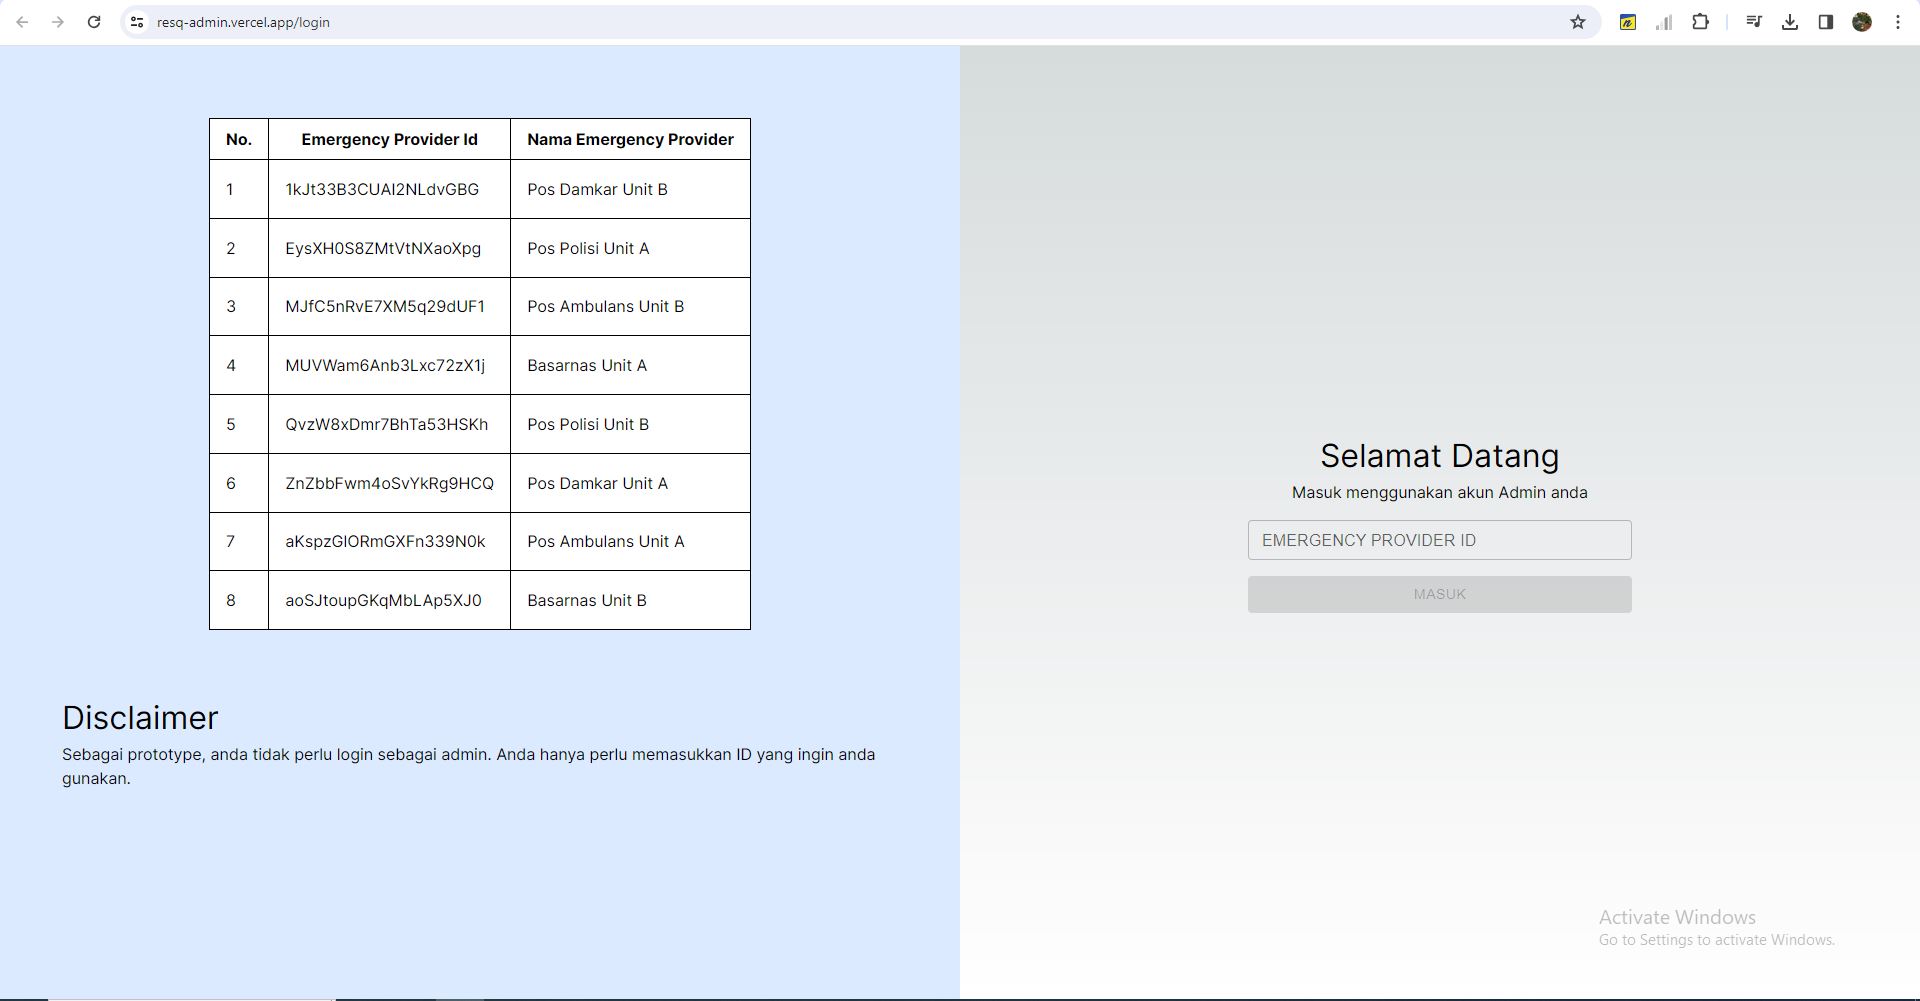 resq-admin.vercel.app/login
No. Emergency Provider Id Nama Emergency Provider
1 1kJt33B3CUAI2NLdvGBG Pos Damkar Unit B
2 EysXH0S8ZMtVtNXaoXpg Pos Polisi Unit A
3 MJfC5nRvE7XM5q29dUF1 Pos Ambulans Unit B
4 MUVWam6Anb3Lxc72zX1j Basarnas Unit A
5 QvzW8xDmr7BhTa53HSKh Pos Polisi Unit B
6 ZnZbbFwm4oSvYkRg9HCQ Pos Damkar Unit A
7 aKspzGlORmGXFn339N0k Pos Ambulans Unit A
8 aoSJtoupGKqMbLAp5XJ0 Basarnas Unit B
Disclaimer
Sebagai prototype, anda tidak perlu login sebagai admin. Anda hanya perlu memasukkan ID yang ingin anda
gunakan.
Selamat Datang
Masuk menggunakan akun Admin anda
EMERGENCY PROVIDER ID
MASUK
Activate Windows
Go to Settings to activate Windows.